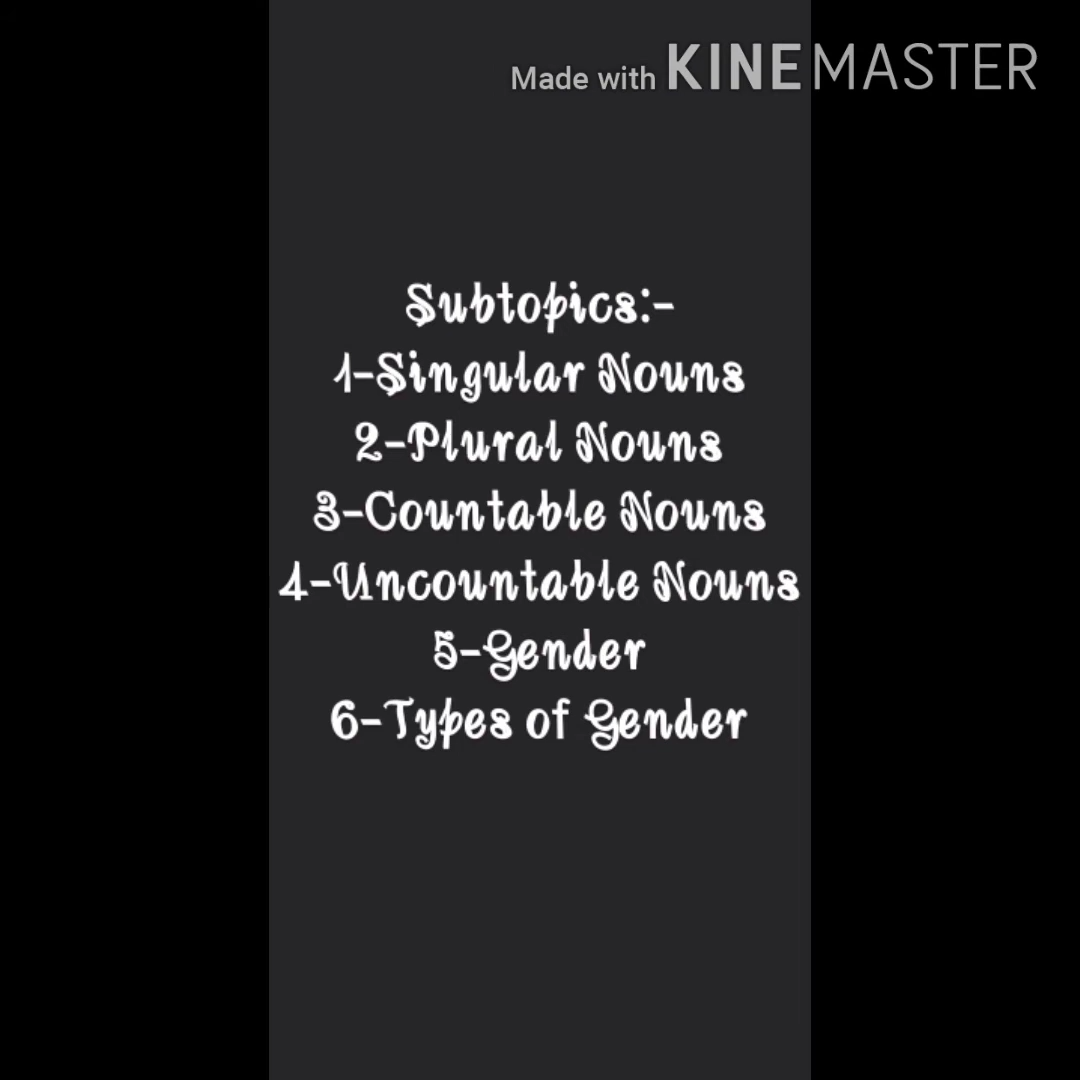 Made with KINEMASTER
Subtopics:-
1-Singular Nouns
2-Plural Nouns
3-Countable Nouns
4-Uncountable Nouns
5-Gender
6-Types of Gender